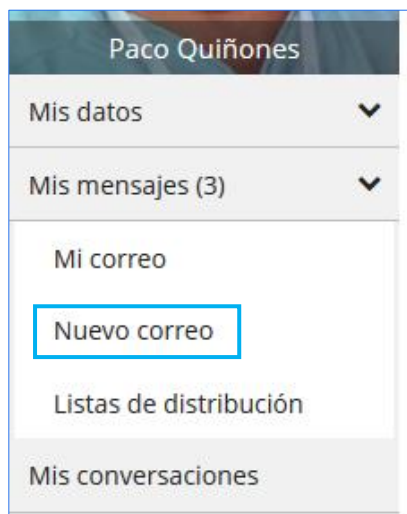 Paco Quiñones
Mis datos
Mis mensajes (3)
Mi correo
Nuevo correo
Listas de distribución
Mis conversaciones